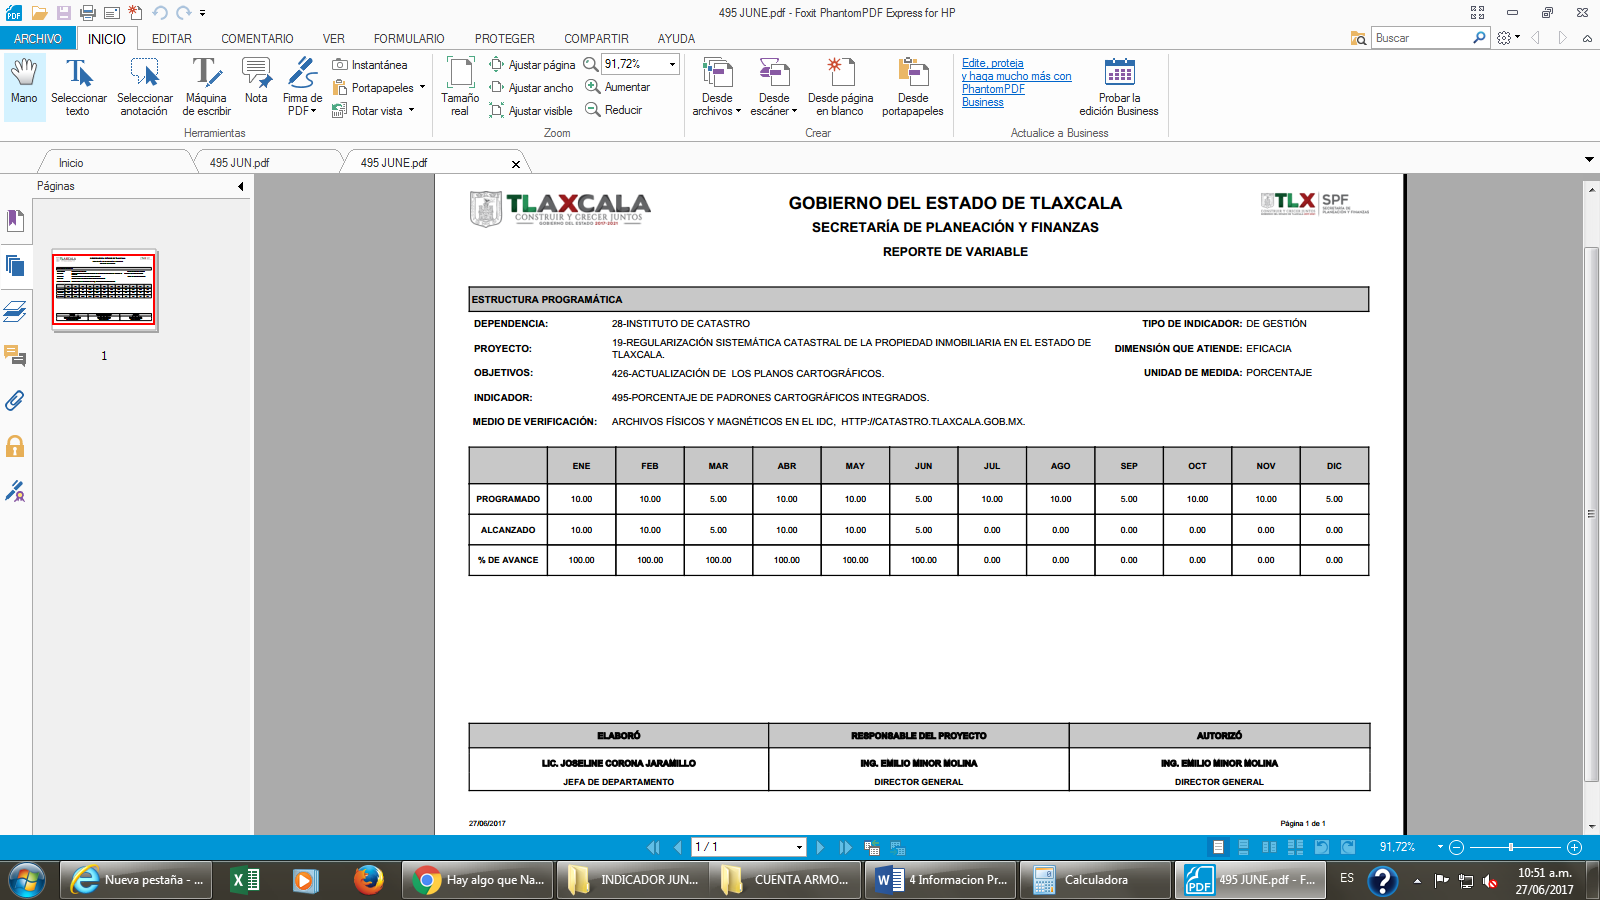 495 JUNE.pdf - Foxit PhantomPDF Express for HP
ARCHIVO INICIO EDITAR COMENTARIO VER FORMULARIO PROTEGER COMPARTIR AYUDA
Buscar
Mano
Seleccionar texto
Seleccionar anotación
Máquina de escribir
Nota
Firma de PDF
Instantánea
Portapapeles
Rotar vista
Herramientas
Tamaño real
Ajustar página
Ajustar ancho
Ajustar visible
91,72%
Aumentar
Reducir
Zoom
Desde archivos
Desde escáner
Desde página en blanco
Desde portapapeles
Crear
Edite, proteja
y haga mucho más con
PhantomPDF
Business
Probar la edición Business
Actualice a Business
Inicio 495 JUN.pdf 495 JUNE.pdf
Páginas
1
TLAXCALA
CONSTRUIR Y CRECER JUNTOS
GOBIERNO DEL ESTADO 2017-2021
GOBIERNO DEL ESTADO DE TLAXCALA
SECRETARÍA DE PLANEACIÓN Y FINANZAS
REPORTE DE VARIABLE
TLX SPF
SECRETARÍA DE
PLANEACIÓN Y FINANZAS
ESTRUCTURA PROGRAMÁTICA
DEPENDENCIA: 28-INSTITUTO DE CATASTRO TIPO DE INDICADOR: DE GESTIÓN
PROYECTO: 19-REGULARIZACIÓN SISTEMÁTICA CATASTRAL DE LA PROPIEDAD INMOBILIARIA EN EL ESTADO DE
TLAXCALA. DIMENSIÓN QUE ATIENDE: EFICACIA
OBJETIVOS: 426-ACTUALIZACIÓN DE LOS PLANOS CARTOGRÁFICOS. UNIDAD DE MEDIDA: PORCENTAJE
INDICADOR: 495-PORCENTAJE DE PADRONES CARTOGRÁFICOS INTEGRADOS.
MEDIO DE VERIFICACIÓN: ARCHIVOS FÍSICOS Y MAGNÉTICOS EN EL IDC, HTTP://CATASTRO.TLAXCALA.GOB.MX.
ENE FEB MAR ABR MAY JUN JUL AGO SEP OCT NOV DIC
PROGRAMADO 10.00 10.00 5.00 10.00 10.00 5.00 10.00 10.00 5.00 10.00 10.00 5.00
ALCANZADO 10.00 10.00 5.00 10.00 10.00 5.00 0.00 0.00 0.00 0.00 0.00 0.00
% DE AVANCE 100.00 100.00 100.00 100.00 100.00 100.00 0.00 0.00 0.00 0.00 0.00 0.00
ELABORÓ RESPONSABLE DEL PROYECTO AUTORIZÓ
LIC. JOSELINE CORONA JARAMILLO ING. EMILIO MINOR MOLINA ING. EMILIO MINOR MOLINA
JEFA DE DEPARTAMENTO DIRECTOR GENERAL DIRECTOR GENERAL
27/06/2017 Página 1 de 1
1 / 1
91,72%
Nueva pestaña - ... Hay algo que Na... INDICADOR JUN... CUENTA ARMO... 4 Informacion Pr... Calculadora 495 JUNE.pdf - F... ES
10:51 a.m.
27/06/2017